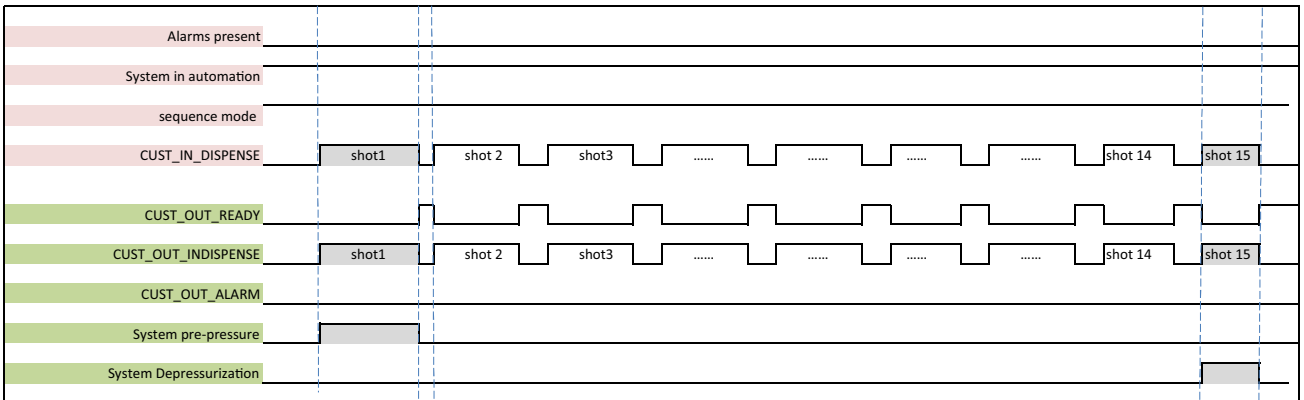 Alarms present
System in automation
sequence mode
CUST_IN_DISPENSE shot1 shot 2 shot3 ...... ...... ...... ...... shot 14 shot 15
CUST_OUT_READY
CUST_OUT_INDISPENSE shot1 shot 2 shot3 ...... ...... ...... ...... shot 14 shot 15
CUST_OUT_ALARM
System pre-pressure
System Depressurization